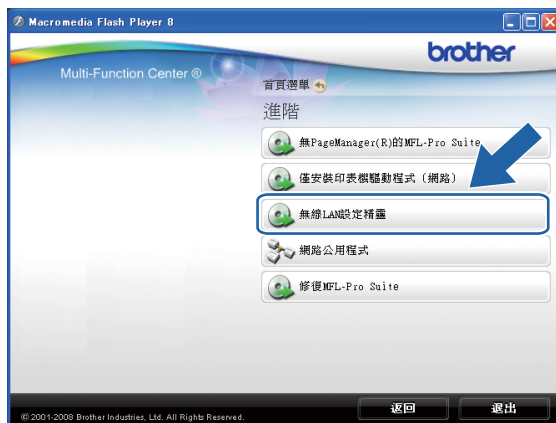 Macromedia Flash Player 8
brother
Multi-Function Center ®
首頁選單
進階
無PageManager(R)的MFL-Pro Suite
僅安裝印表機驅動程式 (網路)
無線LAN設定精靈
網路公用程式
修復MFL-Pro Suite
返回
退出
© 2001-2008 Brother Industries, Ltd. All Rights Reserved.